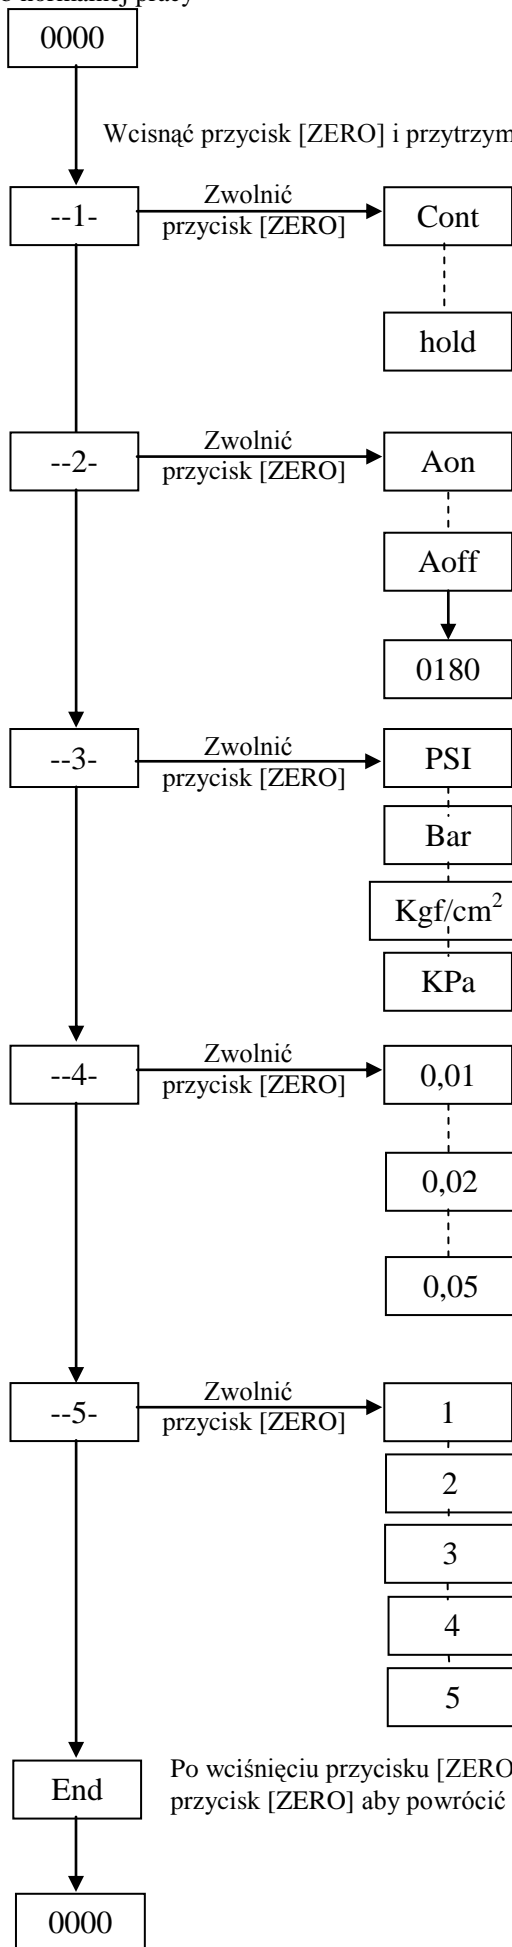 normalnej pracy
0000
Wcisnąć przycisk [ZERO] i
--1-
Zwolnić
przycisk [ZERO]
Cont
hold
--2-
Zwolnić
przycisk [ZERO]
Aon
Aoff
0180
--3-
Zwolnić
przycisk [ZERO]
PSI
Bar
Kgf/cm²
KPa
--4-
Zwolnić
przycisk [ZERO]
0,01
0,02
0,05
--5-
Zwolnić
przycisk [ZERO]
1
2
3
4
5
End
Po wciśnięciu przycisku [ZERO
przycisk [ZERO] aby powrócić
0000